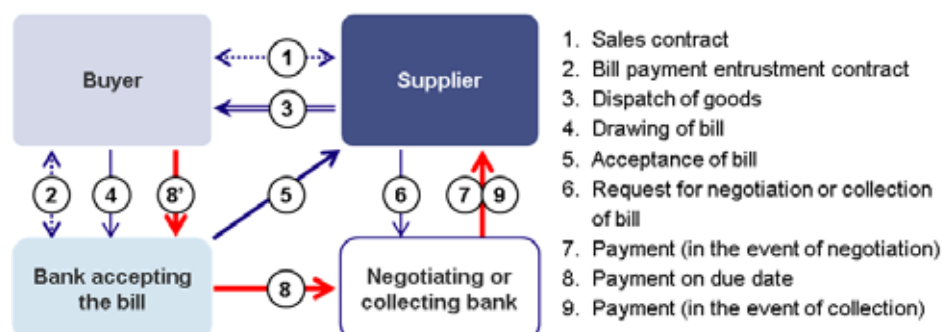 Buyer
1
Supplier
3
2
4
8'
5
6
7
9
Bank accepting
the bill
8
Negotiating or
collecting bank
1. Sales contract
2. Bill payment entrustment contract
3. Dispatch of goods
4. Drawing of bill
5. Acceptance of bill
6. Request for negotiation or collection
of bill
7. Payment (in the event of negotiation)
8. Payment on due date
9. Payment (in the event of collection)